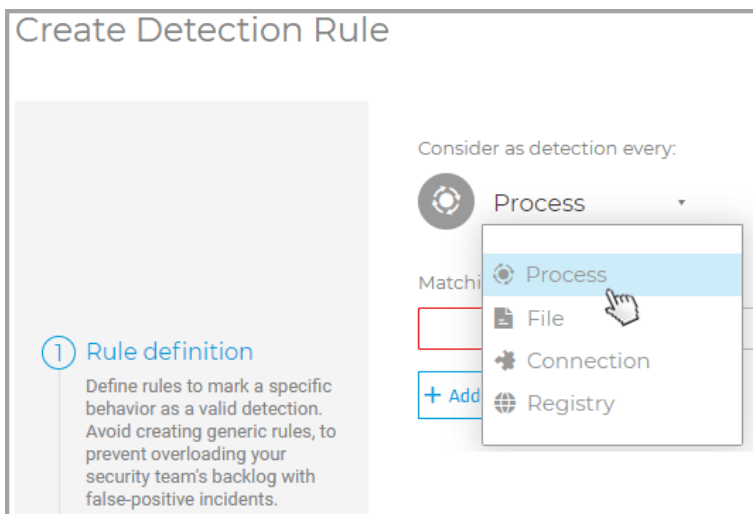 Create Detection Rule
Consider as detection every:
Process
Process
Matchi
File
1 Rule definition
Connection
Define rules to mark a specific
behavior as a valid detection.
Avoid creating generic rules, to
prevent overloading your
security team's backlog with
false-positive incidents.
+ Add
Registry